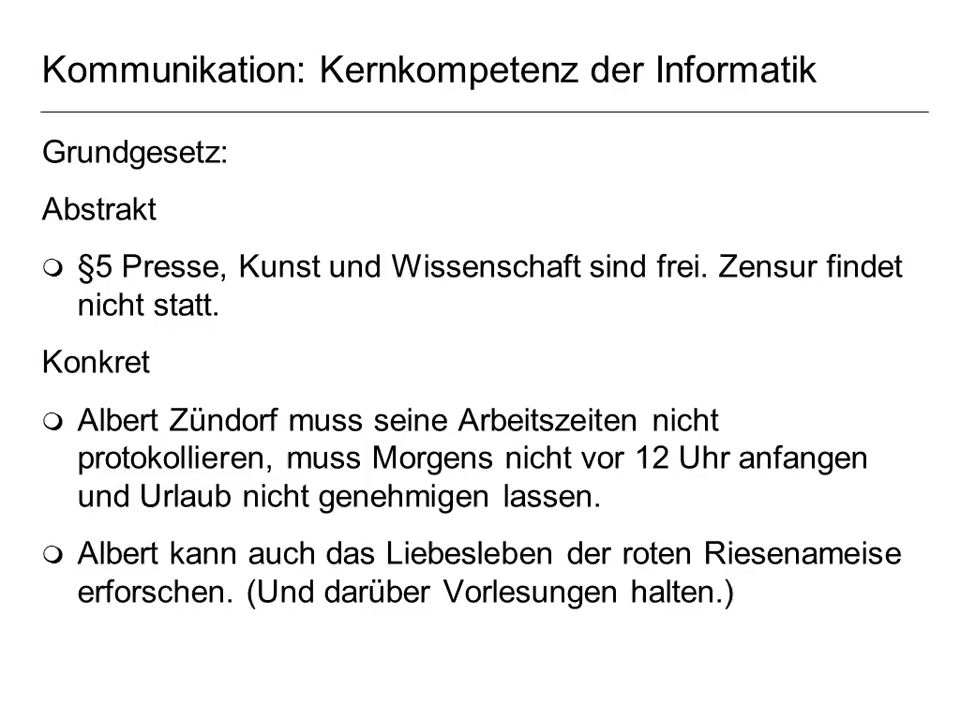 Kommunikation: Kernkompetenz der Informatik
Grundgesetz:
Abstrakt
§5 Presse, Kunst und Wissenschaft sind frei. Zensur findet
nicht statt.
Konkret
Albert Zündorf muss seine Arbeitszeiten nicht
protokollieren, muss Morgens nicht vor 12 Uhr anfangen
und Urlaub nicht genehmigen lassen.
Albert kann auch das Liebesleben der roten Riesenameise
erforschen. (Und darüber Vorlesungen halten.)